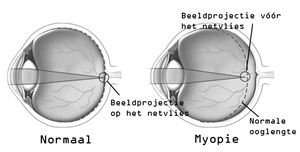 Beeldprojectie vóór
het netvlies
Beeldprojectie
op het netvlies
Normale
ooglengte
Normaal
Myopie